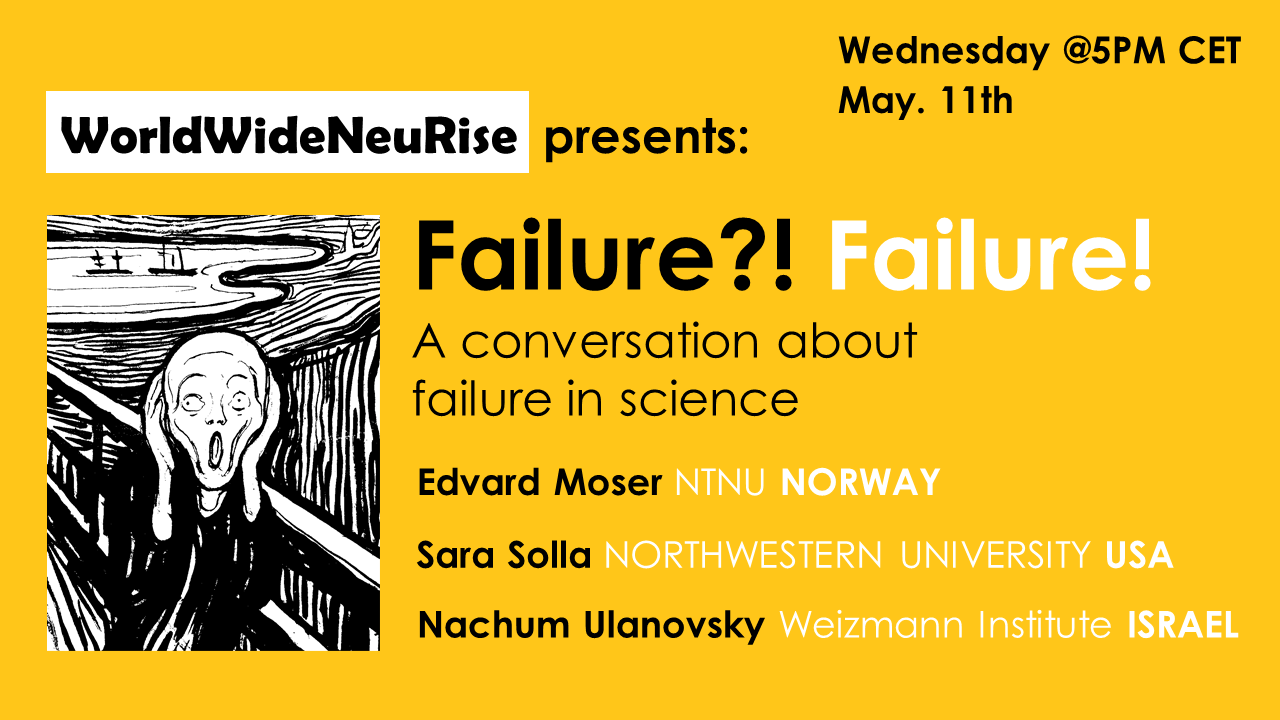 Wednesday @5PM CET
May. 11th
WorldWideNeuRise presents:
Failure?! Failure!
A conversation about
failure in science
Edvard Moser NTNU NORWAY
Sara Solla NORTHWESTERN UNIVERSITY USA
Nachum Ulanovsky Weizmann Institute ISRAEL